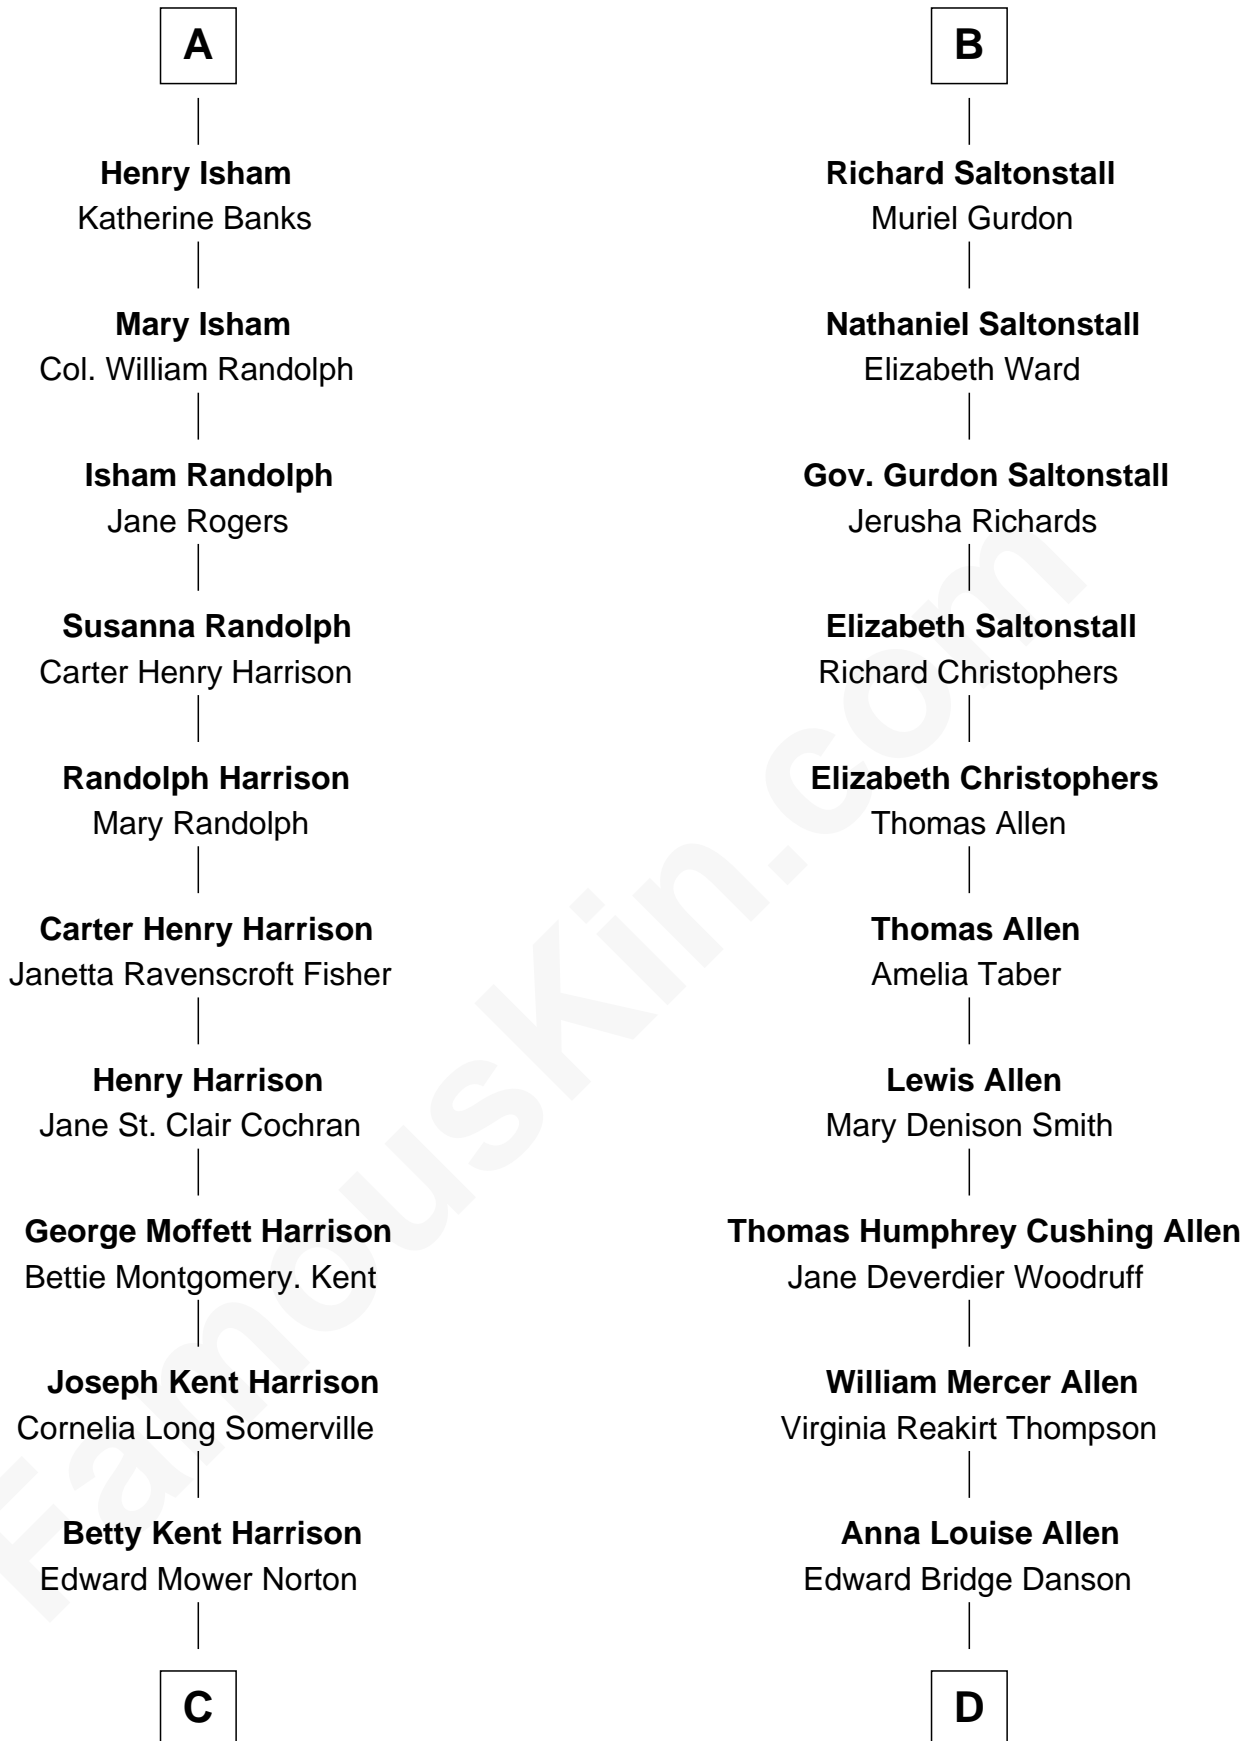 A
Henry Isham
Katherine Banks
Mary Isham
Col. William Randolph
Isham Randolph
Jane Rogers
Susanna Randolph
Carter Henry Harrison
Randolph Harrison
Mary Randolph
Carter Henry Harrison
Janetta Ravenscroft Fisher
Henry Harrison
Jane St. Clair Cochran
George Moffett Harrison
Bettie Montgomery. Kent
Joseph Kent Harrison
Cornelia Long Somerville
Betty Kent Harrison
Edward Mower Norton
C
B
Richard Saltonstall
Muriel Gurdon
Nathaniel Saltonstall
Elizabeth Ward
Gov. Gurdon Saltonstall
Jerusha Richards
Elizabeth Saltonstall
Richard Christophers
Elizabeth Christophers
Thomas Allen
Thomas Allen
Amelia Taber
Lewis Allen
Mary Denison Smith
Thomas Humphrey Cushing Allen
Jane Deverdier Woodruff
William Mercer Allen
Virginia Reakirt Thompson
Anna Louise Allen
Edward Bridge Danson
D
FamousKin.com